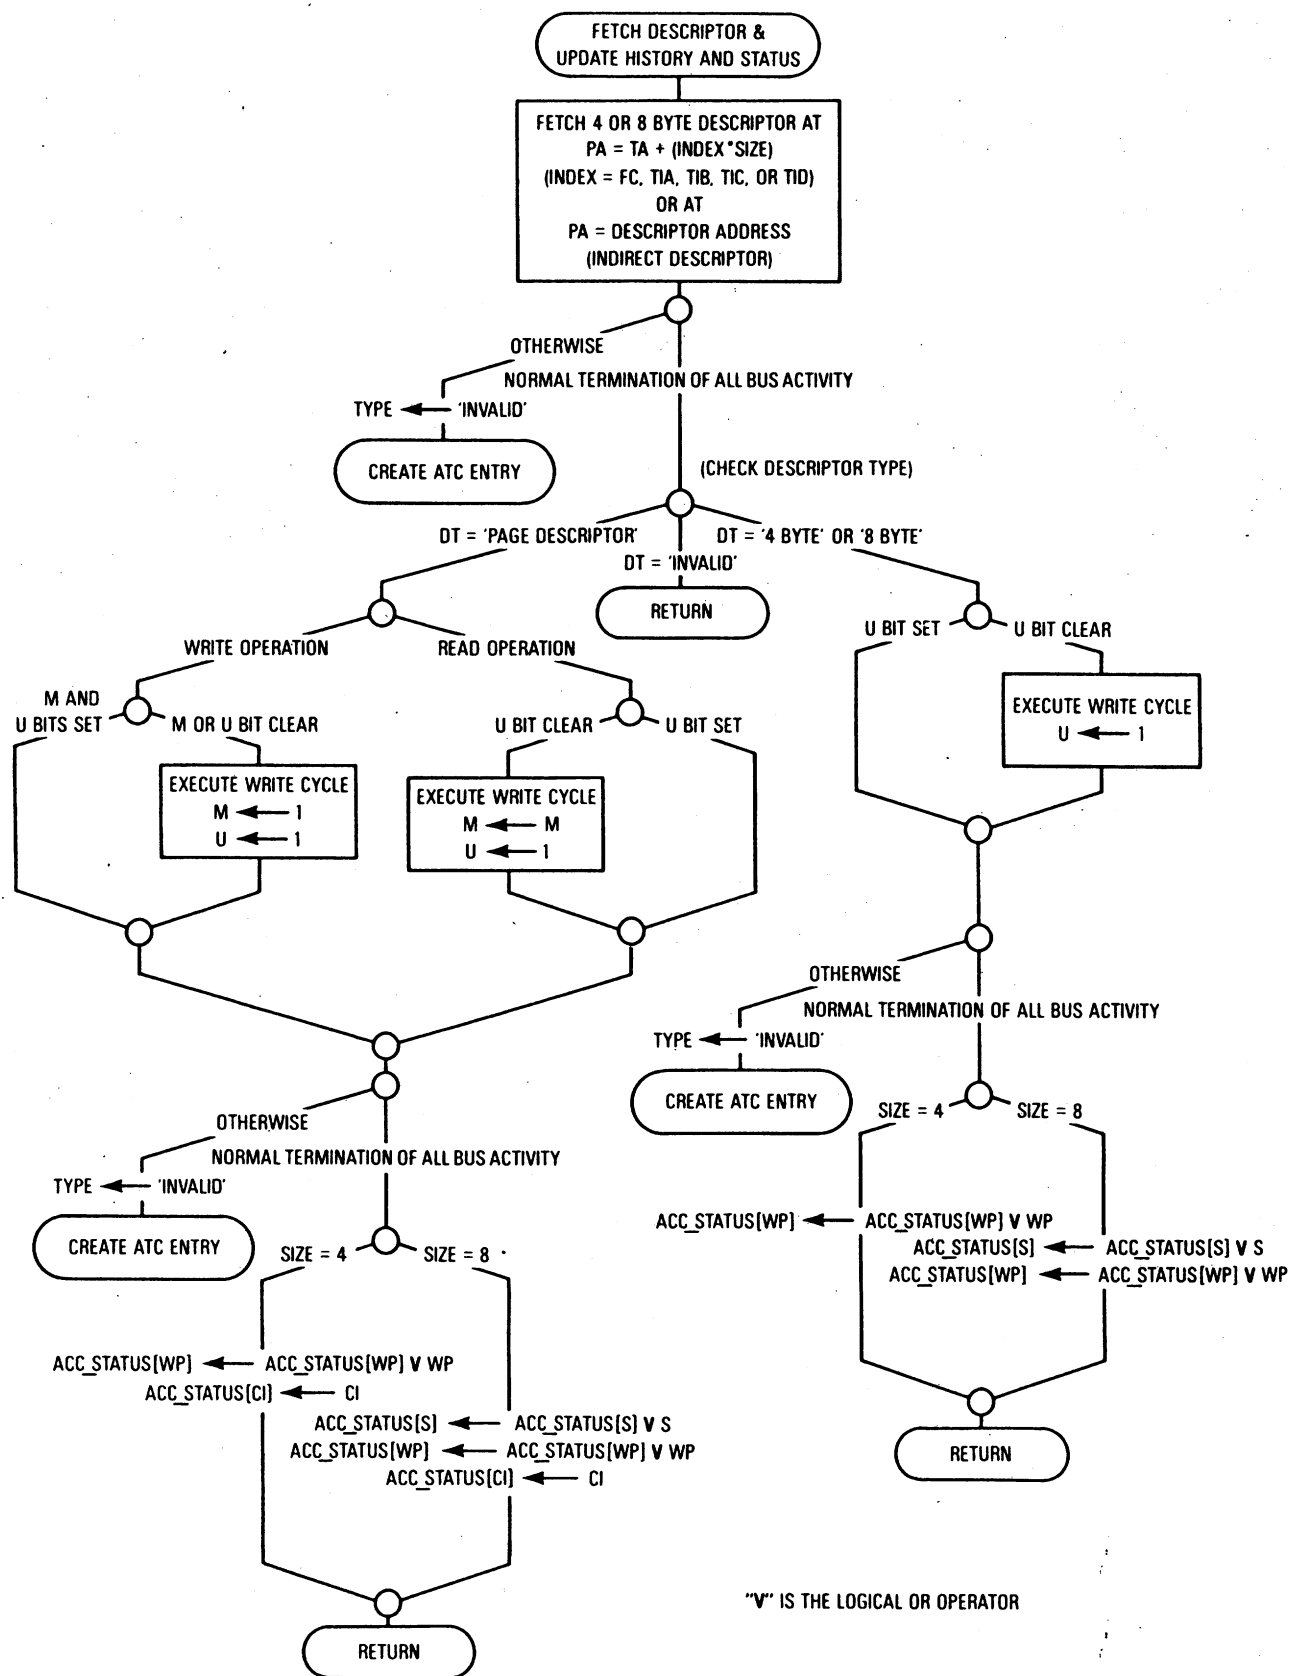 FETCH DESCRIPTOR &
UPDATE HISTORY AND STATUS
FETCH 4 OR 8 BYTE DESCRIPTOR AT
PA = TA + (INDEX*SIZE)
(INDEX = FC, TIA, TIB, TIC, OR TID)
OR AT
PA = DESCRIPTOR ADDRESS
(INDIRECT DESCRIPTOR)
OTHERWISE
NORMAL TERMINATION OF ALL BUS ACTIVITY
TYPE ← 'INVALID'
CREATE ATC ENTRY
(CHECK DESCRIPTOR TYPE)
DT = 'PAGE DESCRIPTOR'
DT = '4 BYTE' OR '8 BYTE'
DT = 'INVALID'
RETURN
WRITE OPERATION
READ OPERATION
U BIT SET
U BIT CLEAR
M AND
U BITS SET
M OR U BIT CLEAR
U BIT CLEAR
U BIT SET
EXECUTE WRITE CYCLE
U ← 1
EXECUTE WRITE CYCLE
M ← 1
U ← 1
EXECUTE WRITE CYCLE
M ← M
U ← 1
OTHERWISE
NORMAL TERMINATION OF ALL BUS ACTIVITY
TYPE ← 'INVALID'
CREATE ATC ENTRY
SIZE = 4
SIZE = 8
OTHERWISE
NORMAL TERMINATION OF ALL BUS ACTIVITY
TYPE ← 'INVALID'
CREATE ATC ENTRY
SIZE = 4
SIZE = 8
ACC_STATUS[WP] ← ACC_STATUS[WP] V WP
ACC_STATUS[S] ← ACC_STATUS[S] V S
ACC_STATUS[WP] ← ACC_STATUS[WP] V WP
ACC_STATUS[WP] ← ACC_STATUS[WP] V WP
ACC_STATUS[CI] ← CI
ACC_STATUS[S] ← ACC_STATUS[S] V S
ACC_STATUS[WP] ← ACC_STATUS[WP] V WP
ACC_STATUS[CI] ← CI
RETURN
"V" IS THE LOGICAL OR OPERATOR
RETURN